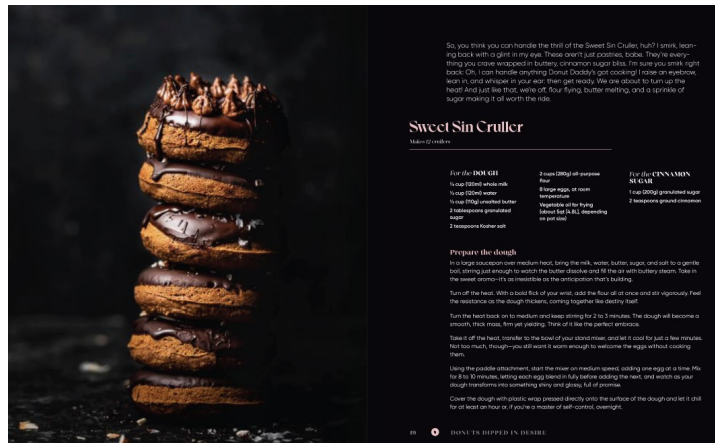 So, you think you can handle the thrill of the Sweet Sin Cruller, huh? I smirk, lean-
ing back with a glint in my eye. These aren't just pastries, babe. They're every-
thing you crave wrapped in buttery, cinnamon sugar bliss. I'm sure you smirk right
back: Oh, I can handle anything Donut Daddy's got cooking! I raise an eyebrow,
lean in, and whisper in your ear: then get ready. We are about to turn up the
heat! And just like that, we're off, flour flying, butter melting, and a sprinkle of
sugar making it all worth the ride.
Sweet Sin Cruller
Makes 12 crullers
For the DOUGH
½ cup (120ml) whole milk
½ cup (120ml) water
½ cup (110g) unsalted butter
2 tablespoons granulated
sugar
2 teaspoons Kosher salt
2 cups (280g) all-purpose
flour
8 large eggs, at room
temperature
Vegetable oil for frying
(about 5qt [4.8L], depending
on pot size)
For the CINNAMON
SUGAR
1 cup (200g) granulated sugar
2 teaspoons ground cinnamon
Prepare the dough
In a large saucepan over medium heat, bring the milk, water, butter, sugar, and salt to a gentle
boil, stirring just enough to watch the butter dissolve and fill the air with buttery steam. Take in
the sweet aroma—it's as irresistible as the anticipation that's building.
Turn off the heat. With a bold flick of your wrist, add the flour all at once and stir vigorously. Feel
the resistance as the dough thickens, coming together like destiny itself.
Turn the heat back on to medium and keep stirring for 2 to 3 minutes. The dough will become a
smooth, thick mass, firm yet yielding. Think of it like the perfect embrace.
Take it off the heat, transfer to the bowl of your stand mixer, and let it cool for just a few minutes.
Not too much, though—you still want it warm enough to welcome the eggs without cooking
them.
Using the paddle attachment, start the mixer on medium speed, adding one egg at a time. Mix
for 8 to 10 minutes, letting each egg blend in fully before adding the next, and watch as your
dough transforms into something shiny and glossy, full of promise.
Cover the dough with plastic wrap pressed directly onto the surface of the dough and let it chill
for at least an hour or, if you're a master of self-control, overnight.
DONUTS DIPPED IN DESIRE